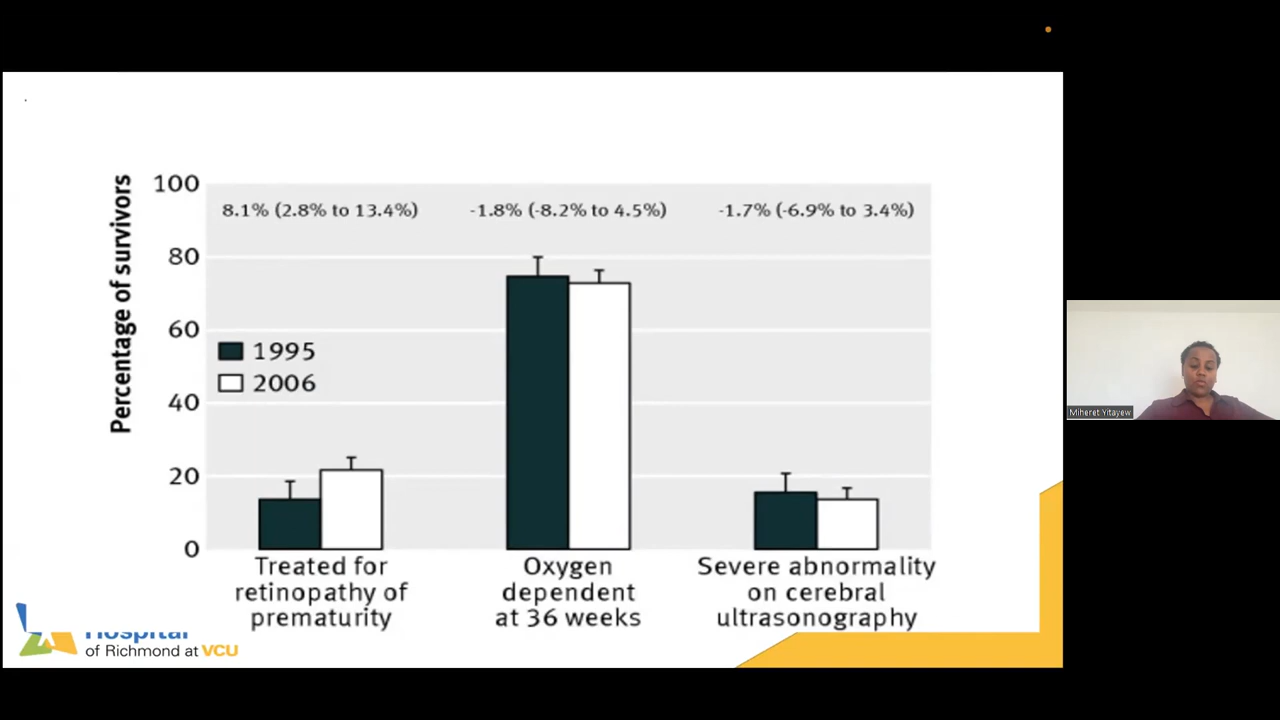 100
80
60
40
20
0
Percentage of survivors
8.1% (2.8% to 13.4%)
-1.8% (-8.2% to 4.5%)
-1.7% (-6.9% to 3.4%)
1995
2006
Treated for
retinopathy of
prematurity
Oxygen
dependent
at 36 weeks
Severe abnormality
on cerebral
ultrasonography
Hospital
of Richmond at VCU
Miheret Yitayew